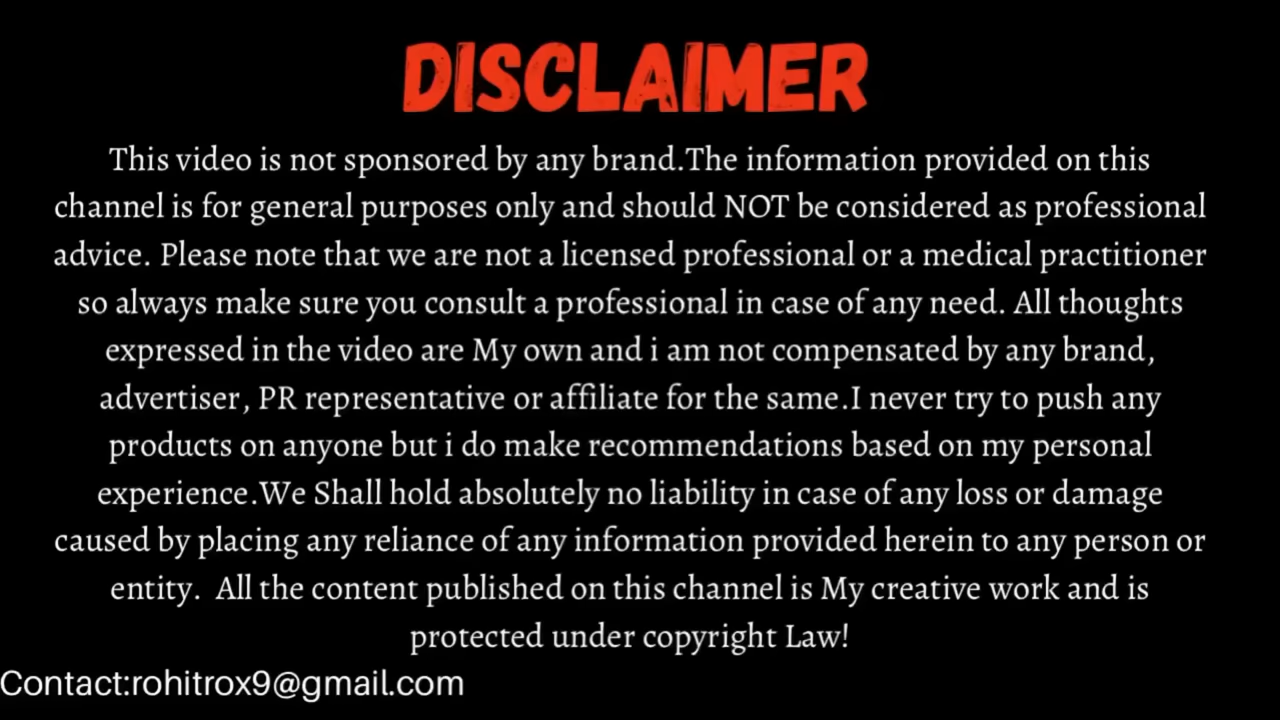 DISCLAIMER
This video is not sponsored by any brand.The information provided on this
channel is for general purposes only and should NOT be considered as professional
advice. Please note that we are not a licensed professional or a medical practitioner
so always make sure you consult a professional in case of any need. All thoughts
expressed in the video are My own and i am not compensated by any brand,
advertiser, PR representative or affiliate for the same.I never try to push any
products on anyone but i do make recommendations based on my personal
experience.We Shall hold absolutely no liability in case of any loss or damage
caused by placing any reliance of any information provided herein to any person or
entity.  All the content published on this channel is My creative work and is
protected under copyright Law!
Contact:rohitrox9@gmail.com